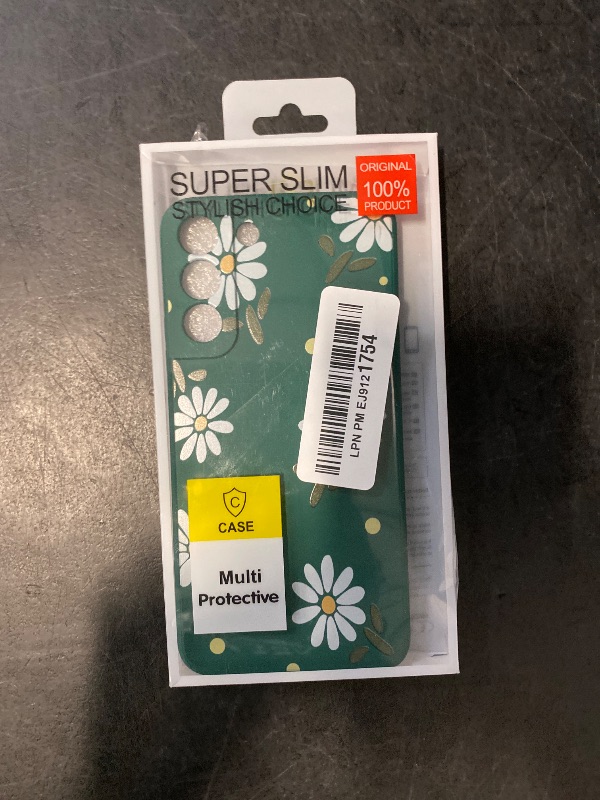 SUPER SLIM
STYLISH CHOICE
ORIGINAL
100%
PRODUCT
LPN PM EJ9121754
C
CASE
Multi
Protective